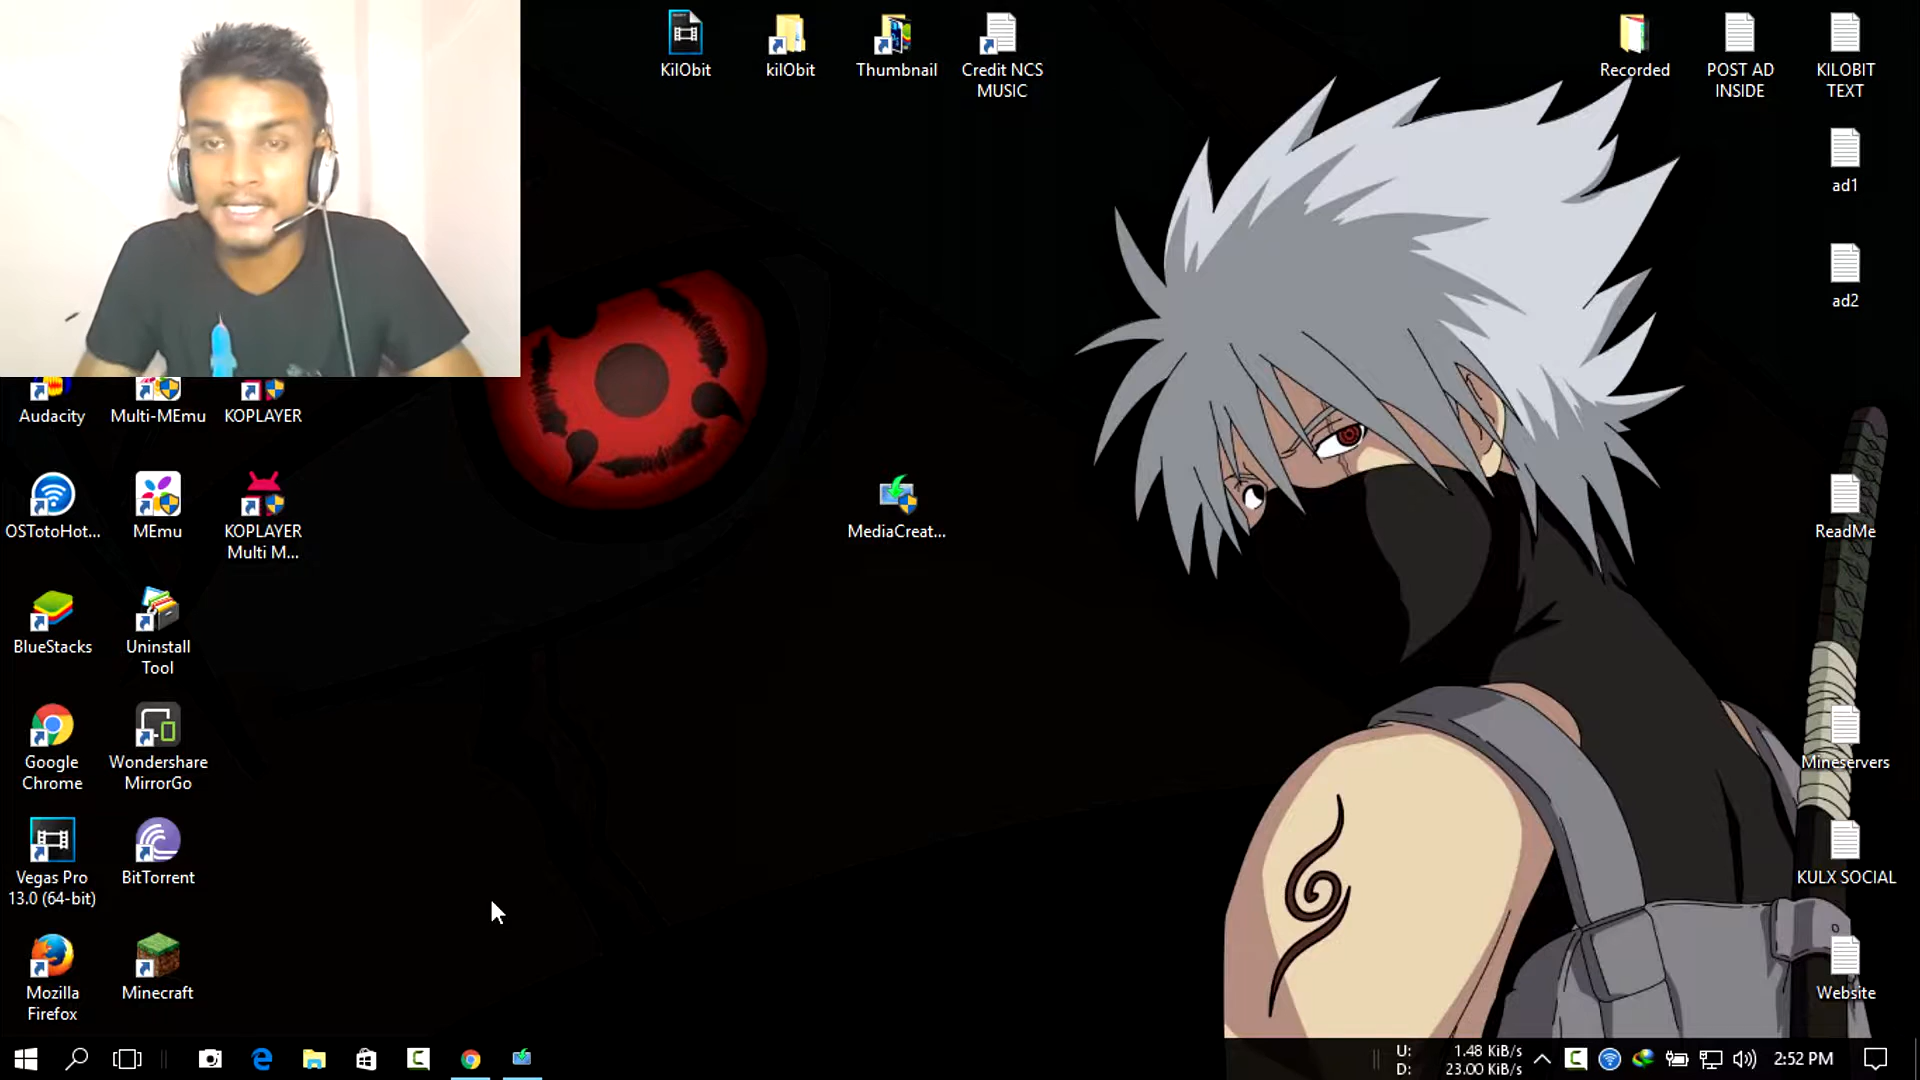 KilObit
kilObit
Thumbnail
Credit NCS
MUSIC
Recorded
POST AD
INSIDE
KILOBIT
TEXT
ad1
ad2
Audacity
Multi-MEmu
KOPLAYER
OSTotoHot...
MEmu
KOPLAYER
Multi M...
MediaCreat...
ReadMe
BlueStacks
Uninstall
Tool
Google
Chrome
Wondershare
MirrorGo
Mineservers
Vegas Pro
13.0 (64-bit)
BitTorrent
KULX SOCIAL
Mozilla
Firefox
Minecraft
Website
U: 1.48 KiB/s
D: 23.00 KiB/s
2:52 PM